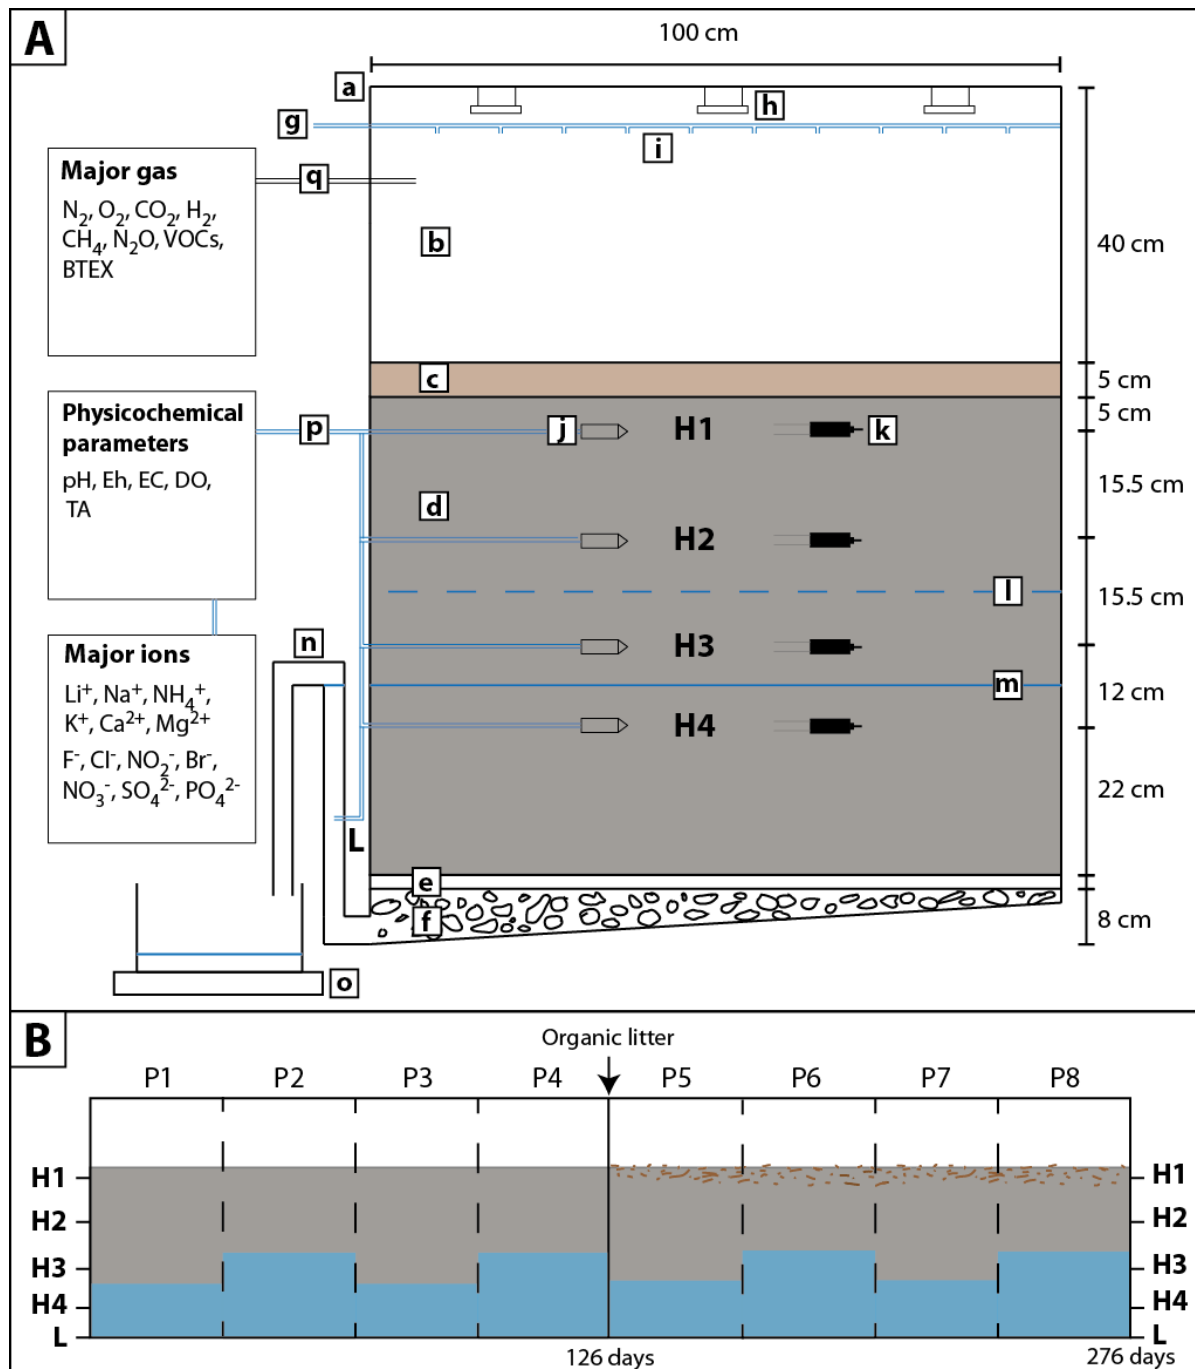 A
100 cm
a
h
g
i
Major gas
q
N₂, O₂, CO₂, H₂,
CH₄, N₂O, VOCs,
BTEX
b
40 cm
c
5 cm
5 cm
Physicochemical
parameters
p
j
H1
k
pH, Eh, EC, DO,
TA
15.5 cm
d
H2
l
15.5 cm
n
H3
Major ions
Li⁺, Na⁺, NH₄⁺,
K⁺, Ca²⁺, Mg²⁺
F⁻, Cl⁻, NO₂⁻, Br⁻,
NO₃⁻, SO₄²⁻, PO₄²⁻
m
12 cm
H4
22 cm
L
e
f
8 cm
o
B
Organic litter
P1 P2 P3 P4 P5 P6 P7 P8
H1 H1
H2 H2
H3 H3
H4 H4
L L
126 days 276 days